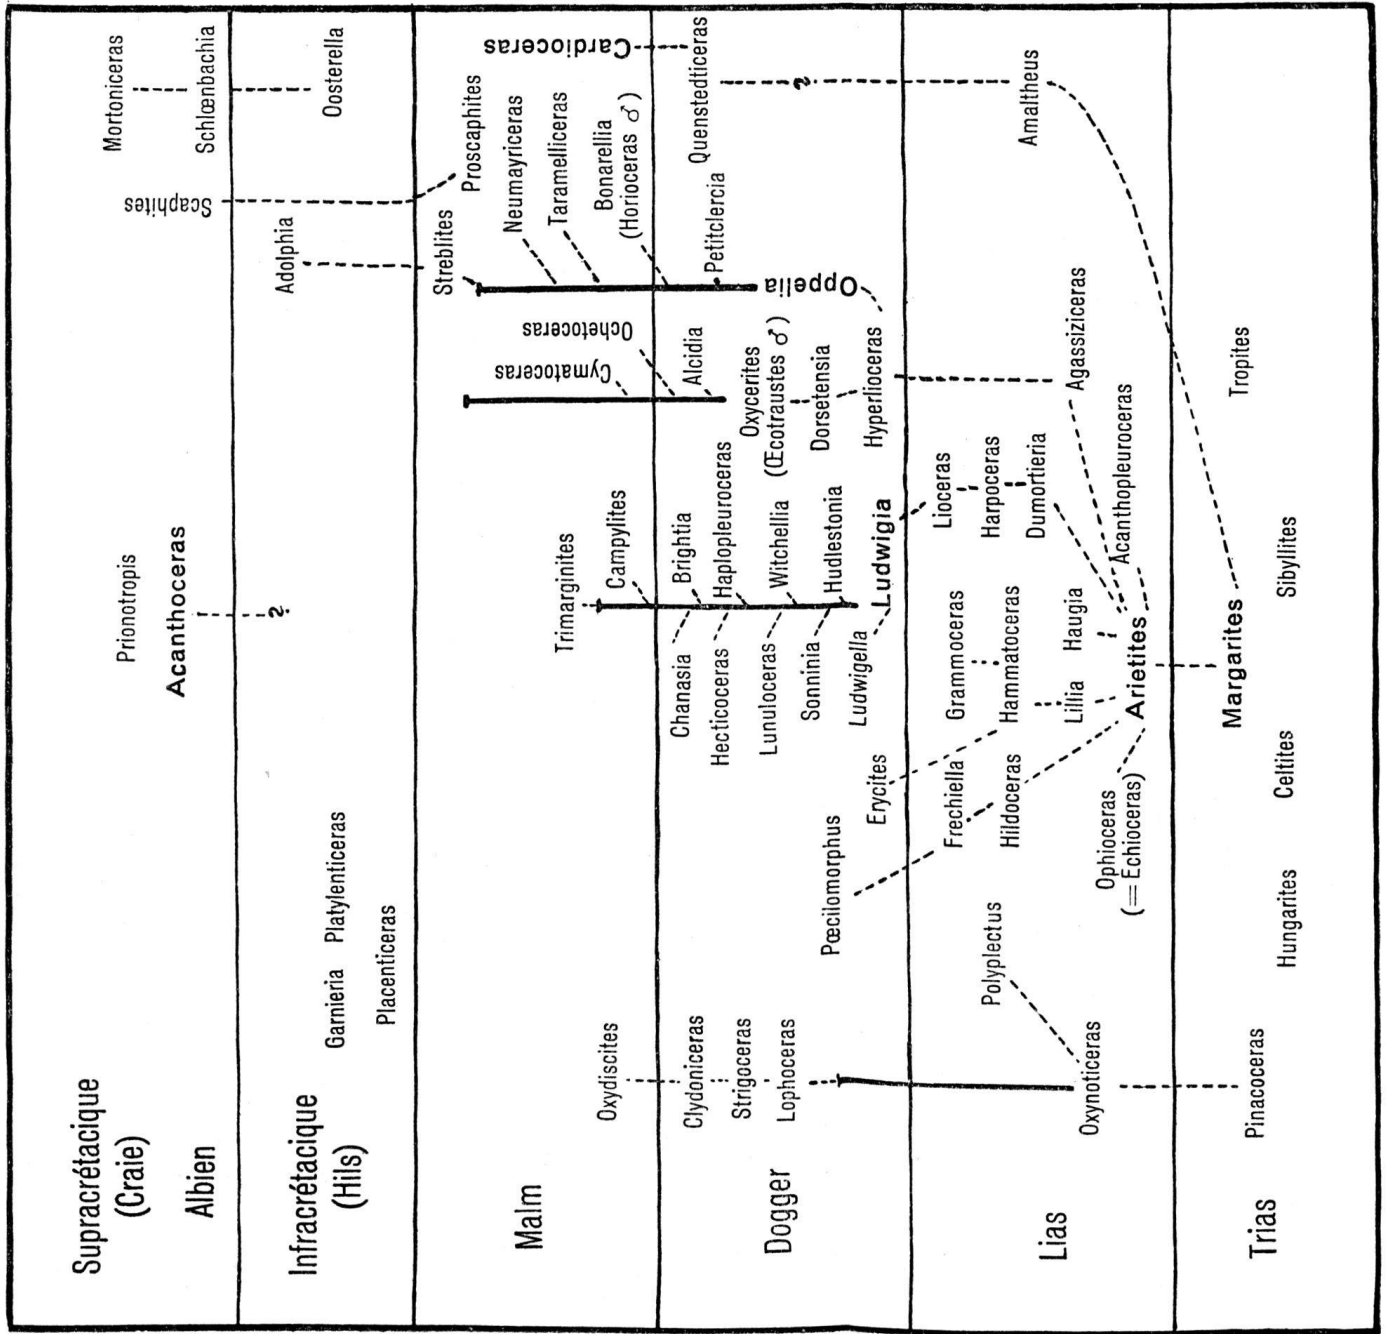 Supracrétacique
(Craie)
Albien
Mortoniceras
Schlœnbachia
Scaphites
Prionotropis
Acanthoceras
Infracrétacique
(Hils)
Oosterella
Adolphia
?
Garnieria
Platylenticeras
Placenticeras
Malm
Cardioceras
Proscaphites
Neumayriceras
Taramelliceras
Bonarellia
(Horioceras ♂)
Streblites
Ochetoceras
Cymatoceras
Campylites
Trimarginites
Oxydiscites
Dogger
Quenstedticeras
?
Petitclercia
Oppelia
Alcidia
Oxycerites
(Œcotraustes ♂)
Dorsetensia
Hyperlioceras
Brightia
Haplopleuroceras
Witchellia
Hudlestonia
Ludwigia
Chanasia
Hecticoceras
Lunuloceras
Sonninia
Ludwigella
Erycites
Pœcilomorphus
Clydoniceras
Strigoceras
Lophoceras
Lias
Amaltheus
Agassiziceras
Lioceras
Harpoceras
Dumortieria
Acanthopleuroceras
Grammoceras
Hammatoceras
Haugia
Lillia
Arietites
Frechiella
Hildoceras
Ophioceras
(= Echioceras)
Polyplectus
Oxynoticeras
Trias
Tropites
Sibyllites
Margarites
Celtites
Hungarites
Pinacoceras